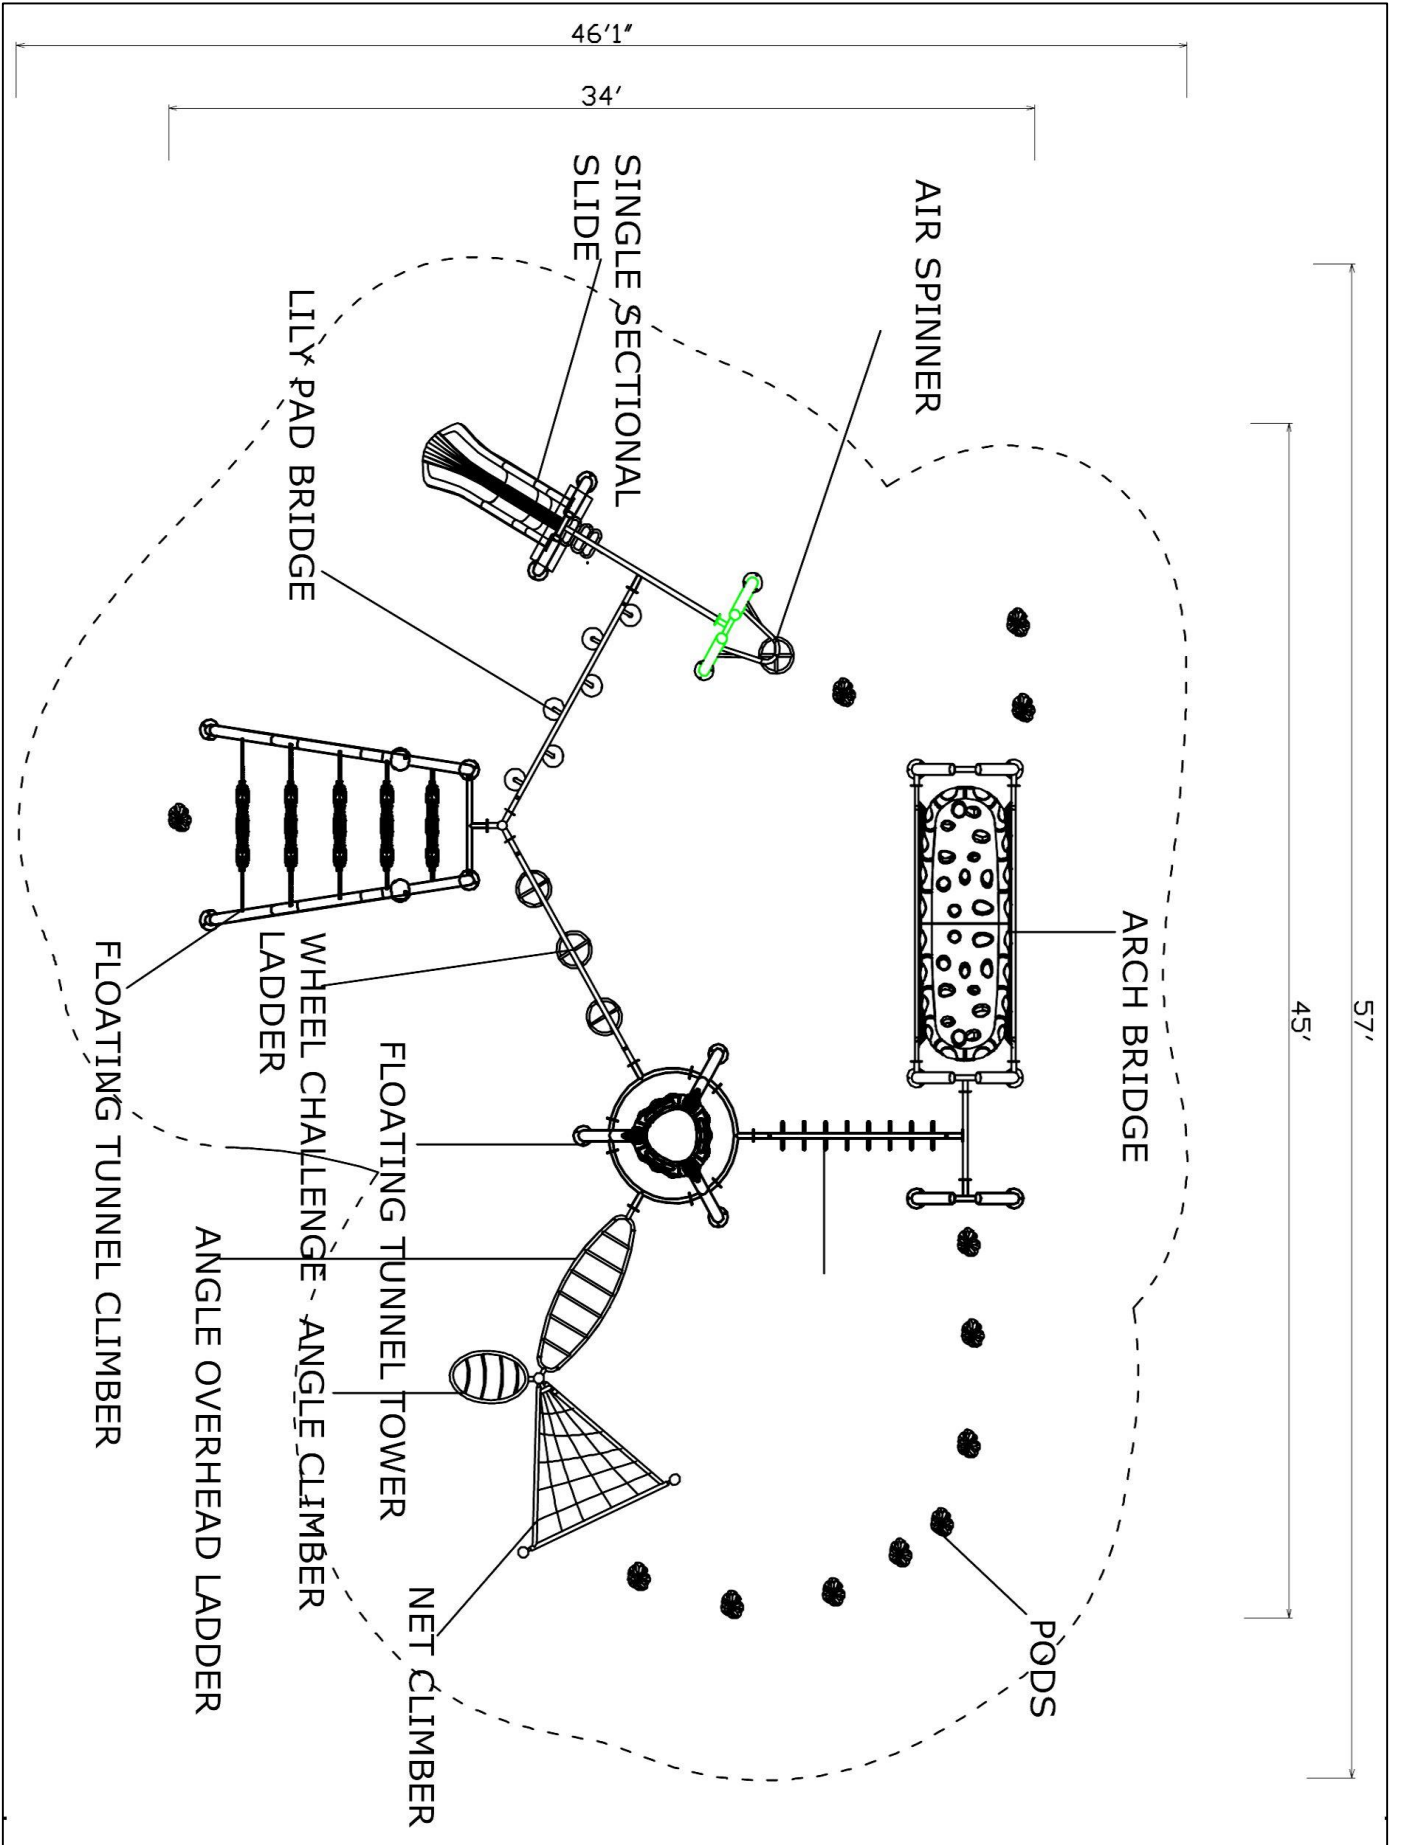 57'
45'
ARCH BRIDGE
PODS
AIR SPINNER
SINGLE SECTIONAL
SLIDE
LILY PAD BRIDGE
FLOATING TUNNEL TOWER
WHEEL CHALLENGE
LADDER
ANGLE CLIMBER
NET CLIMBER
ANGLE OVERHEAD LADDER
FLOATING TUNNEL CLIMBER
46'1"
34'